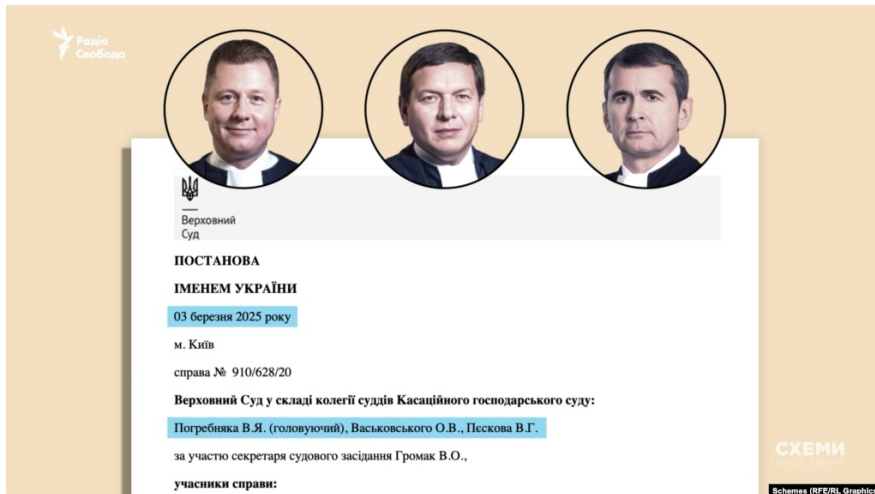 Радіо
Свобода
Верховний
Суд
ПОСТАНОВА
ІМЕНЕМ УКРАЇНИ
03 березня 2025 року
м. Київ
справа № 910/628/20
Верховний Суд у складі колегії суддів Касаційного господарського суду:
Погребняка В.Я. (головуючий), Васьковського О.В., Пєскова В.Г.
за участю секретаря судового засідання Громак В.О.,
учасники справи:
СХЕМИ
Schemes (RFE/RL Graphics